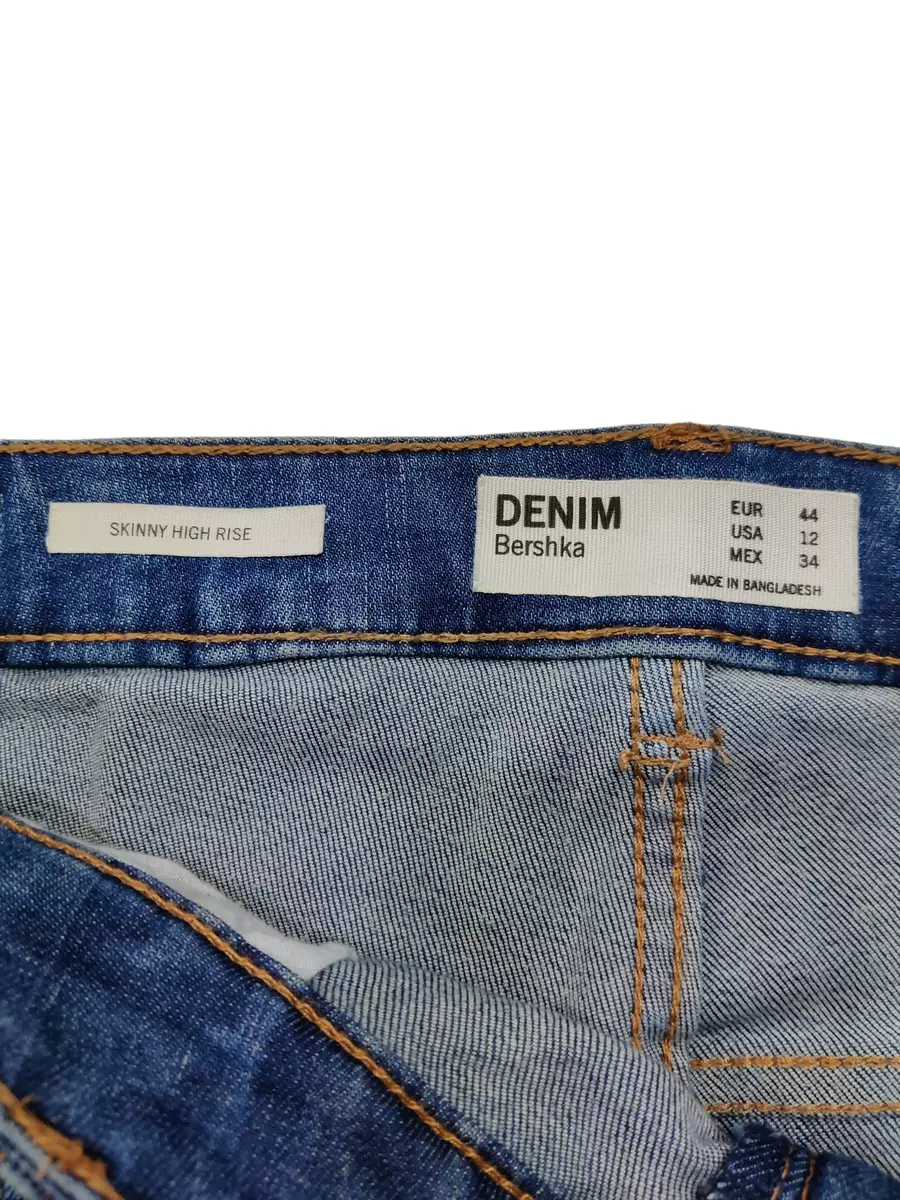 SKINNY HIGH RISE
DENIM
Bershka
EUR 44
USA 12
MEX 34
MADE IN BANGLADESH